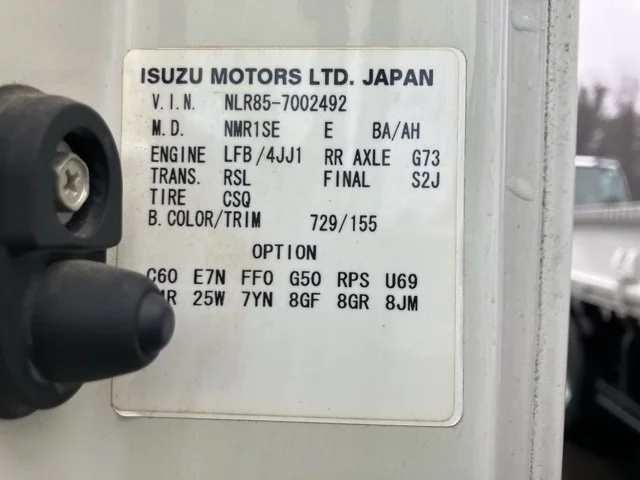 ISUZU MOTORS LTD. JAPAN
V.I.N. NLR85-7002492
M.D. NMR1SE E BA/AH
ENGINE LFB/4JJ1 RR AXLE G73
TRANS. RSL FINAL S2J
TIRE CSQ
B.COLOR/TRIM 729/155
OPTION
C60 E7N FF0 G50 RPS U69
25W 7YN 8GF 8GR 8JM